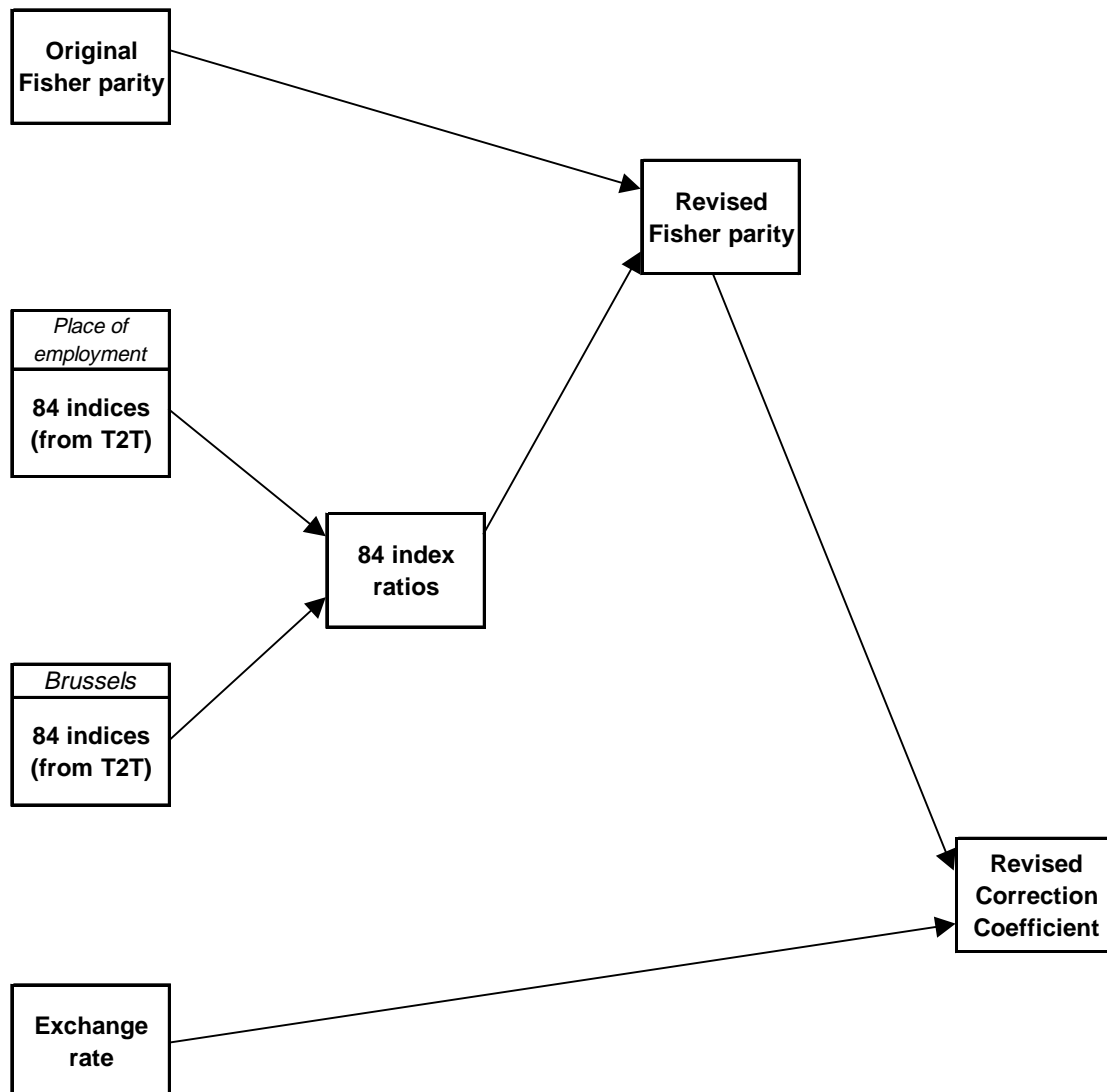 Original
Fisher parity
Revised
Fisher parity
Place of
employment
84 indices
(from T2T)
84 index
ratios
Brussels
84 indices
(from T2T)
Revised
Correction
Coefficient
Exchange
rate